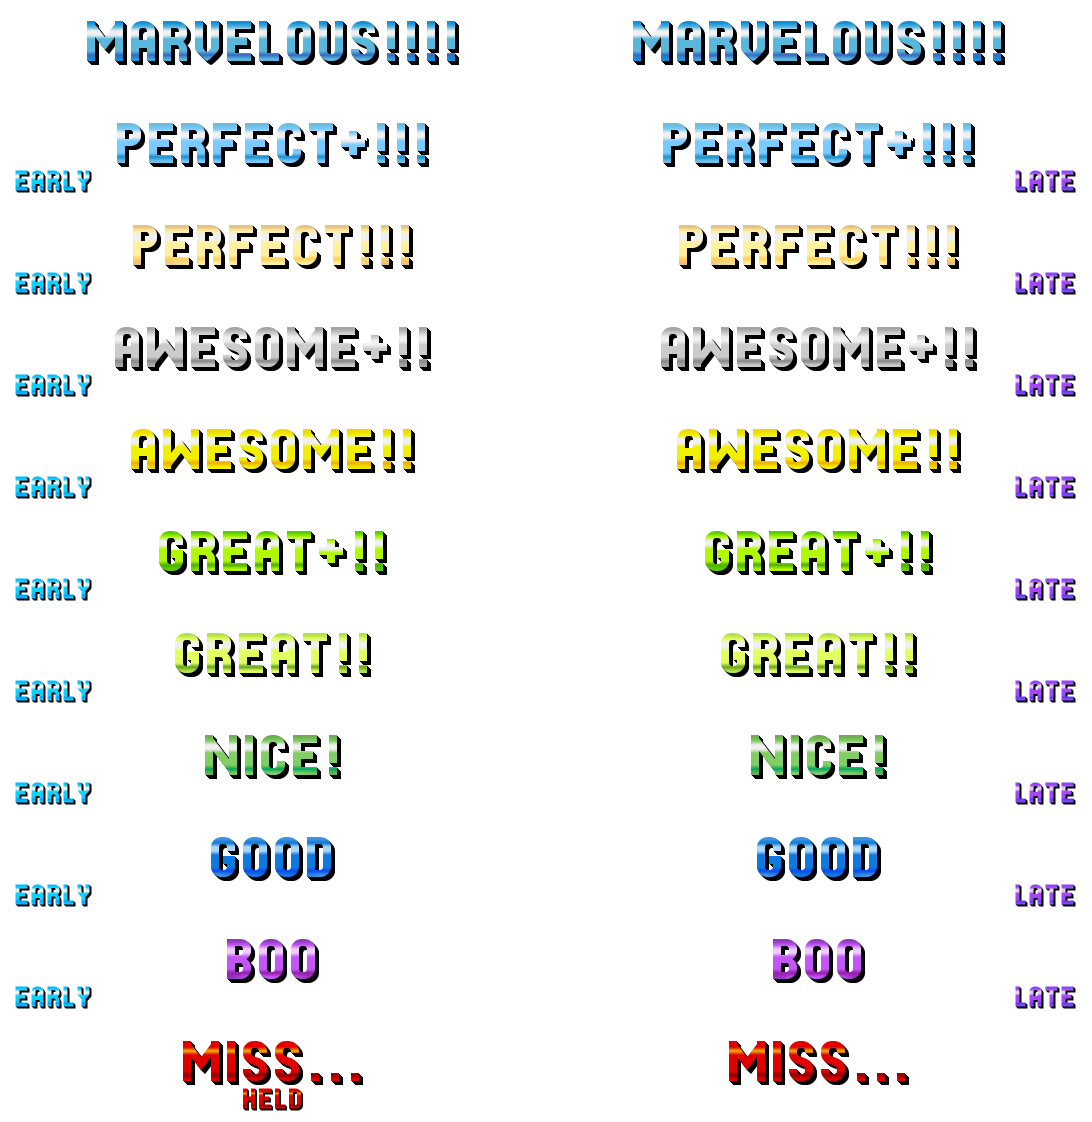 MARVELOUS!!!! MARVELOUS!!!!
PERFECT+!!! PERFECT+!!!
EARLY LATE
PERFECT!!! PERFECT!!!
EARLY LATE
AWESOME+!! AWESOME+!!
EARLY LATE
AWESOME!! AWESOME!!
EARLY LATE
GREAT+!! GREAT+!!
EARLY LATE
GREAT!! GREAT!!
EARLY LATE
NICE! NICE!
EARLY LATE
GOOD GOOD
EARLY LATE
BOO BOO
EARLY LATE
MISS... MISS...
HELD